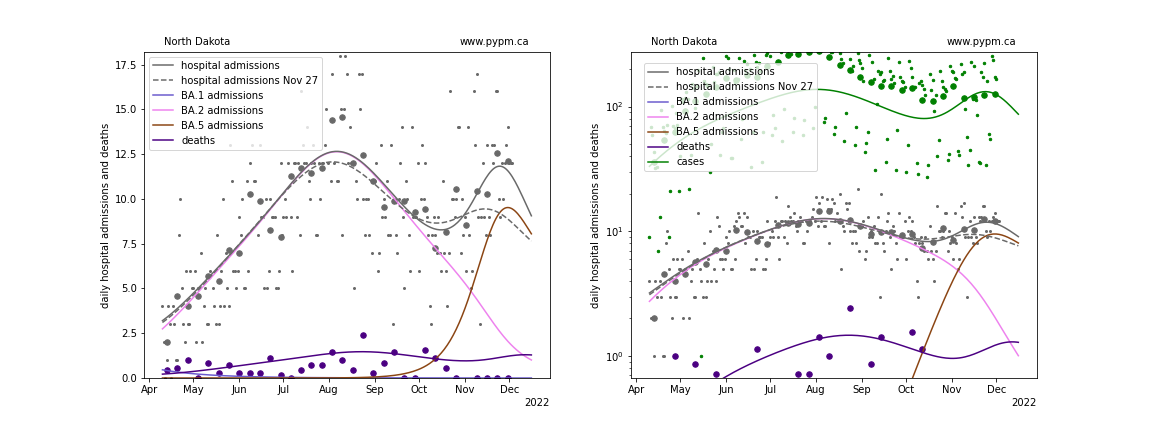 North Dakota
www.pypm.ca
daily hospital admissions and deaths
17.5
15.0
12.5
10.0
7.5
5.0
2.5
0.0
hospital admissions
hospital admissions Nov 27
BA.1 admissions
BA.2 admissions
BA.5 admissions
deaths
Apr May Jun Jul Aug Sep Oct Nov Dec
2022
North Dakota
www.pypm.ca
daily hospital admissions and deaths
10²
10¹
10⁰
hospital admissions
hospital admissions Nov 27
BA.1 admissions
BA.2 admissions
BA.5 admissions
deaths
cases
Apr May Jun Jul Aug Sep Oct Nov Dec
2022